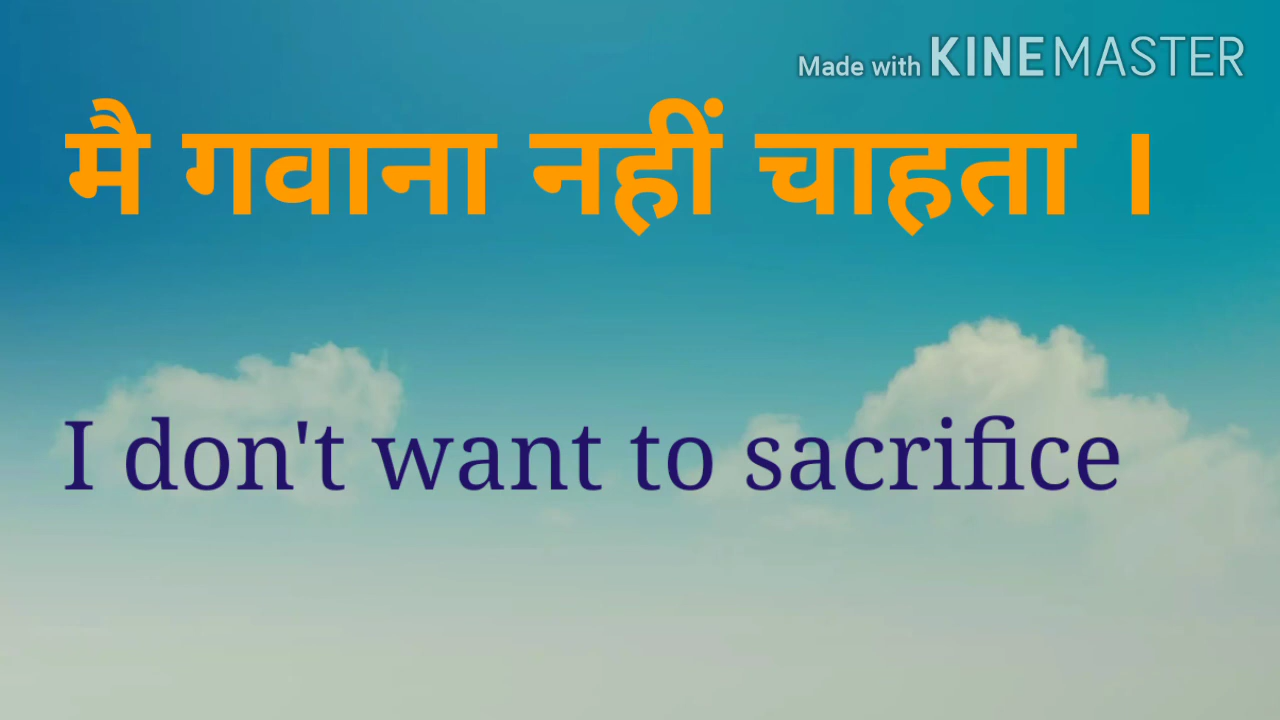 Made with KINEMASTER
मै गवाना नहीं चाहता ।
I don't want to sacrifice